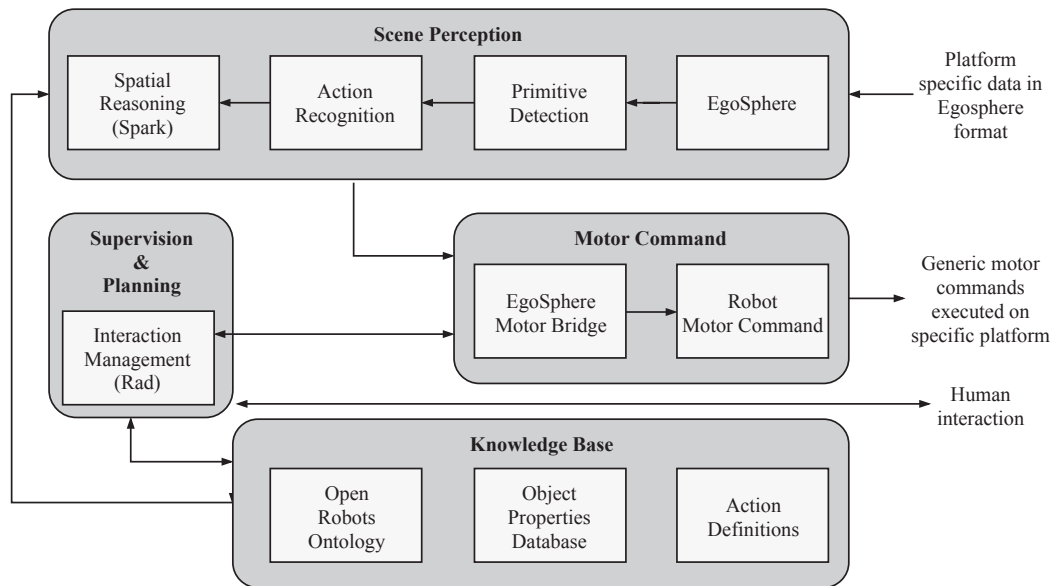 Scene Perception
Spatial
Reasoning
(Spark)
Action
Recognition
Primitive
Detection
EgoSphere
Platform
specific data in
Egosphere
format
Supervision
&
Planning
Interaction
Management
(Rad)
Motor Command
EgoSphere
Motor Bridge
Robot
Motor Command
Generic motor
commands
executed on
specific platform
Human
interaction
Knowledge Base
Open
Robots
Ontology
Object
Properties
Database
Action
Definitions